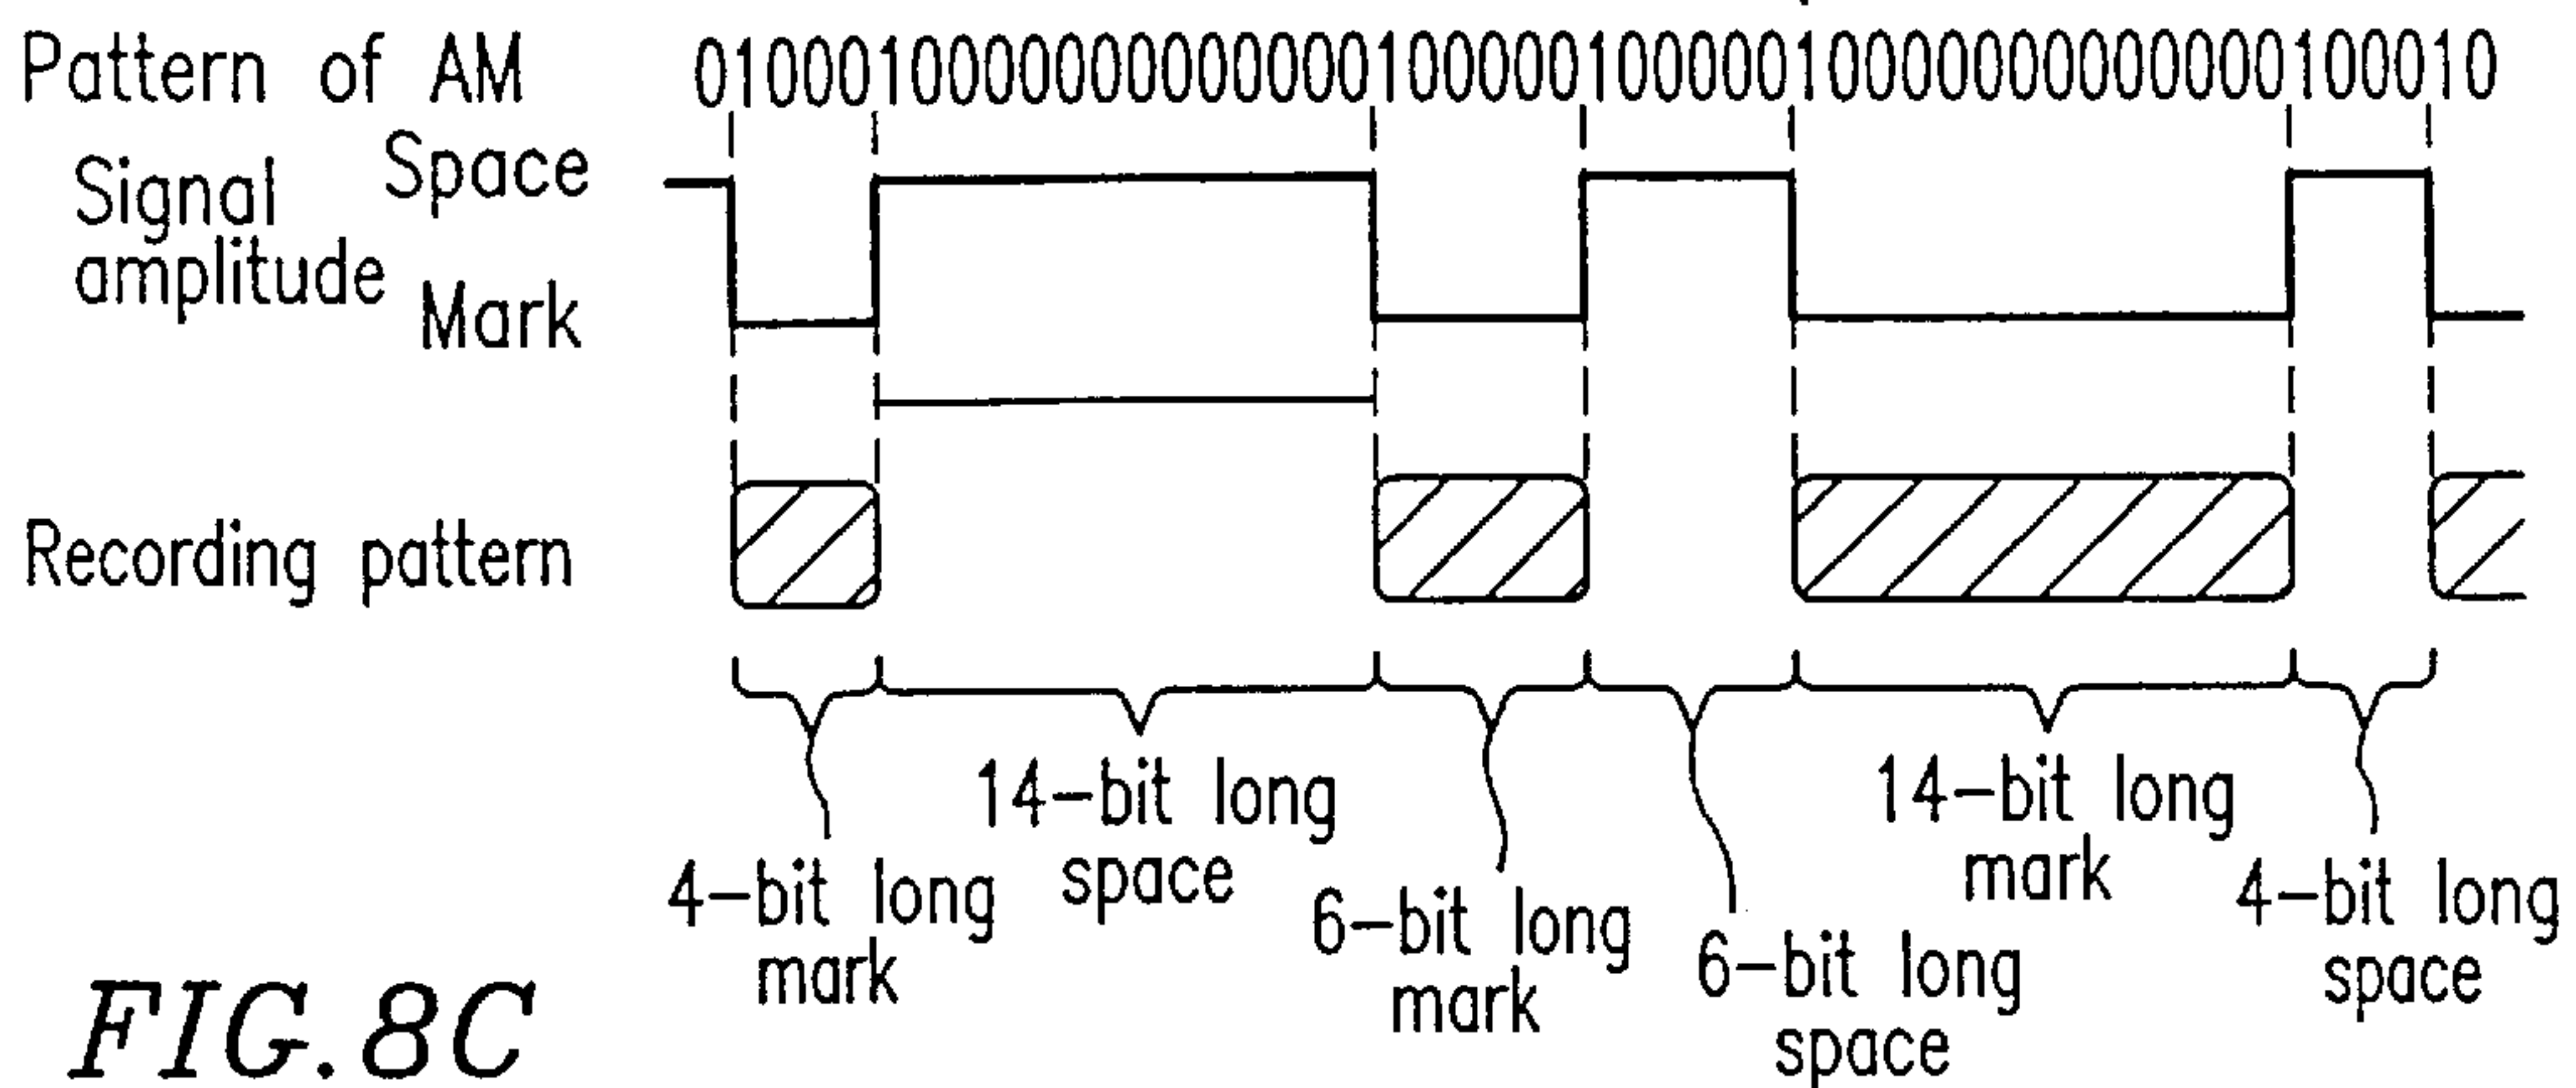 Pattern of AM 010001000000000000010000010000010000000000000100010
Signal amplitude
Space
Mark
Recording pattern
14-bit long
space
14-bit long
mark
4-bit long
mark
6-bit long
mark
6-bit long
space
4-bit long
space
FIG.8C